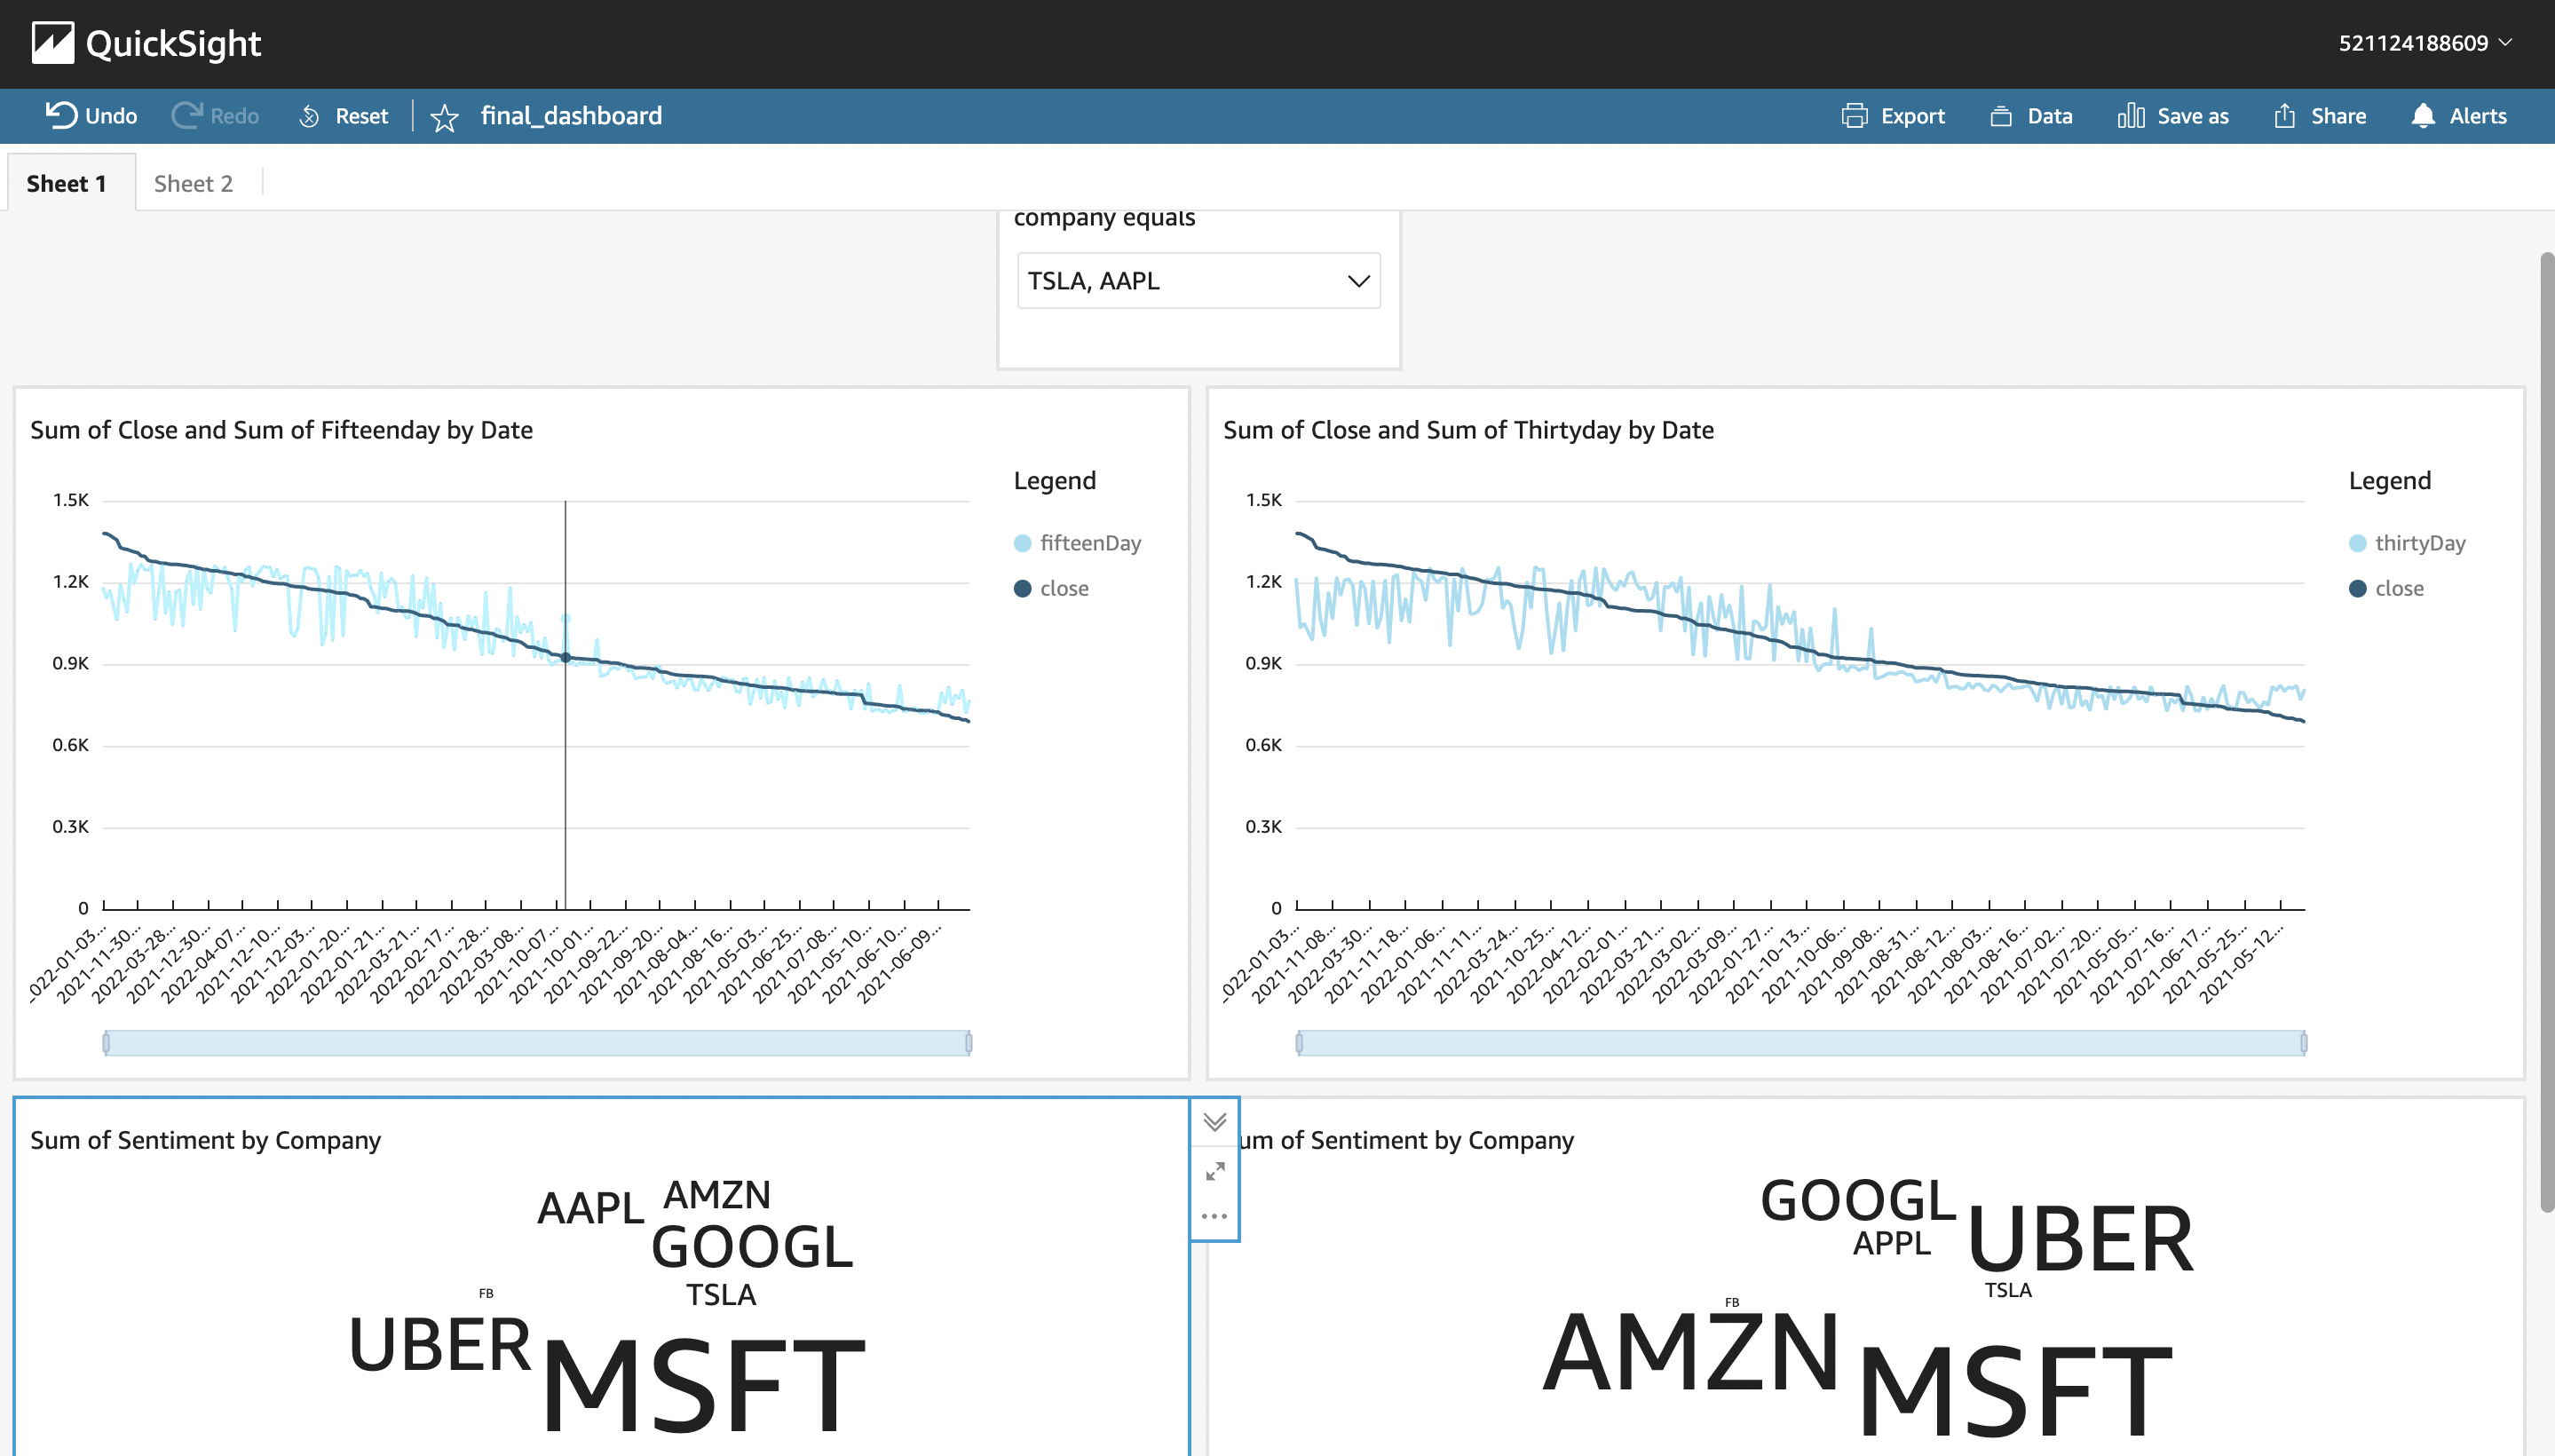 QuickSight
521124188609
Undo Redo Reset final_dashboard Export Data Save as Share Alerts
Sheet 1 Sheet 2
company equals
TSLA, AAPL
Sum of Close and Sum of Fifteenday by Date
Legend
fifteenDay
close
1.5K
1.2K
0.9K
0.6K
0.3K
0
2022-01-03...
2021-11-30...
2022-03-28...
2021-12-30...
2022-04-07...
2021-12-10...
2021-12-03...
2022-01-20...
2022-01-21...
2022-03-21...
2022-02-17...
2022-01-28...
2022-03-08...
2021-10-07...
2021-10-01...
2021-09-22...
2021-09-20...
2021-08-04...
2021-08-16...
2021-05-03...
2021-06-25...
2021-07-08...
2021-05-10...
2021-06-10...
2021-06-09...
Sum of Close and Sum of Thirtyday by Date
Legend
thirtyDay
close
1.5K
1.2K
0.9K
0.6K
0.3K
0
2022-01-03...
2021-11-08...
2022-03-30...
2021-11-18...
2022-01-06...
2021-11-11...
2022-03-24...
2021-10-25...
2022-04-12...
2022-02-01...
2022-03-21...
2022-03-02...
2022-03-09...
2022-01-27...
2021-10-13...
2021-10-06...
2021-09-08...
2021-08-31...
2021-08-12...
2021-08-03...
2021-08-16...
2021-07-02...
2021-07-20...
2021-05-05...
2021-07-16...
2021-06-17...
2021-05-25...
2021-05-12...
Sum of Sentiment by Company
AAPL AMZN
GOOGL
FB TSLA
UBER MSFT
um of Sentiment by Company
GOOGL UBER
APPL
TSLA
FB
AMZN MSFT